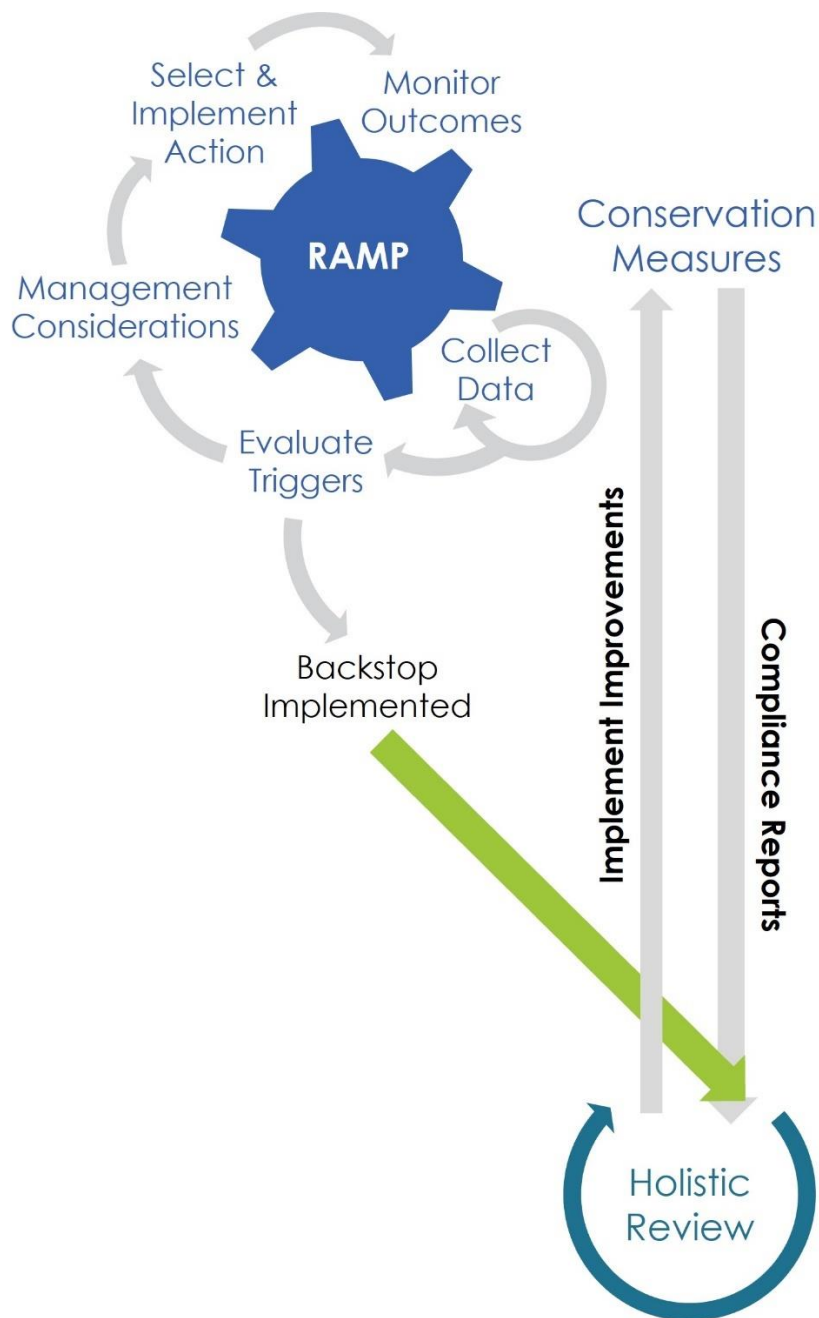 Select &
Implement
Action
Monitor
Outcomes
RAMP
Management
Considerations
Collect
Data
Evaluate
Triggers
Backstop
Implemented
Conservation
Measures
Implement Improvements
Compliance Reports
Holistic
Review